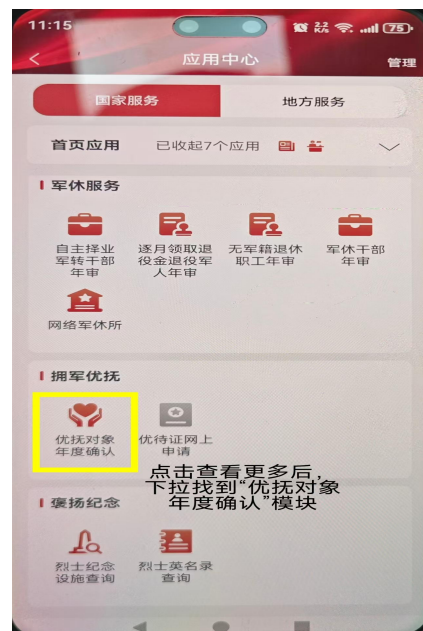 11:15
2.2 K/s 75
应用中心
管理
国家服务 地方服务
首页应用 已收起7个应用
军休服务
自主择业
军转干部
年审
逐月领取退
役金退役军
人年审
无军籍退休
职工年审
军休干部
年审
网络军休所
拥军优抚
优抚对象
年度确认
优待证网上
申请
点击查看更多后,
下拉找到“优抚对象
年度确认”模块
褒扬纪念
烈士纪念
设施查询
烈士英名录
查询